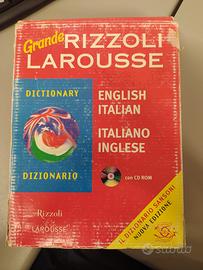 Grande RIZZOLI
LAROUSSE
DICTIONARY
ENGLISH
ITALIAN
ITALIANO
INGLESE
con CD ROM
DIZIONARIO
Rizzoli
LAROUSSE
IL DIZIONARIO SANSONI
NUOVA EDIZIONE
subito